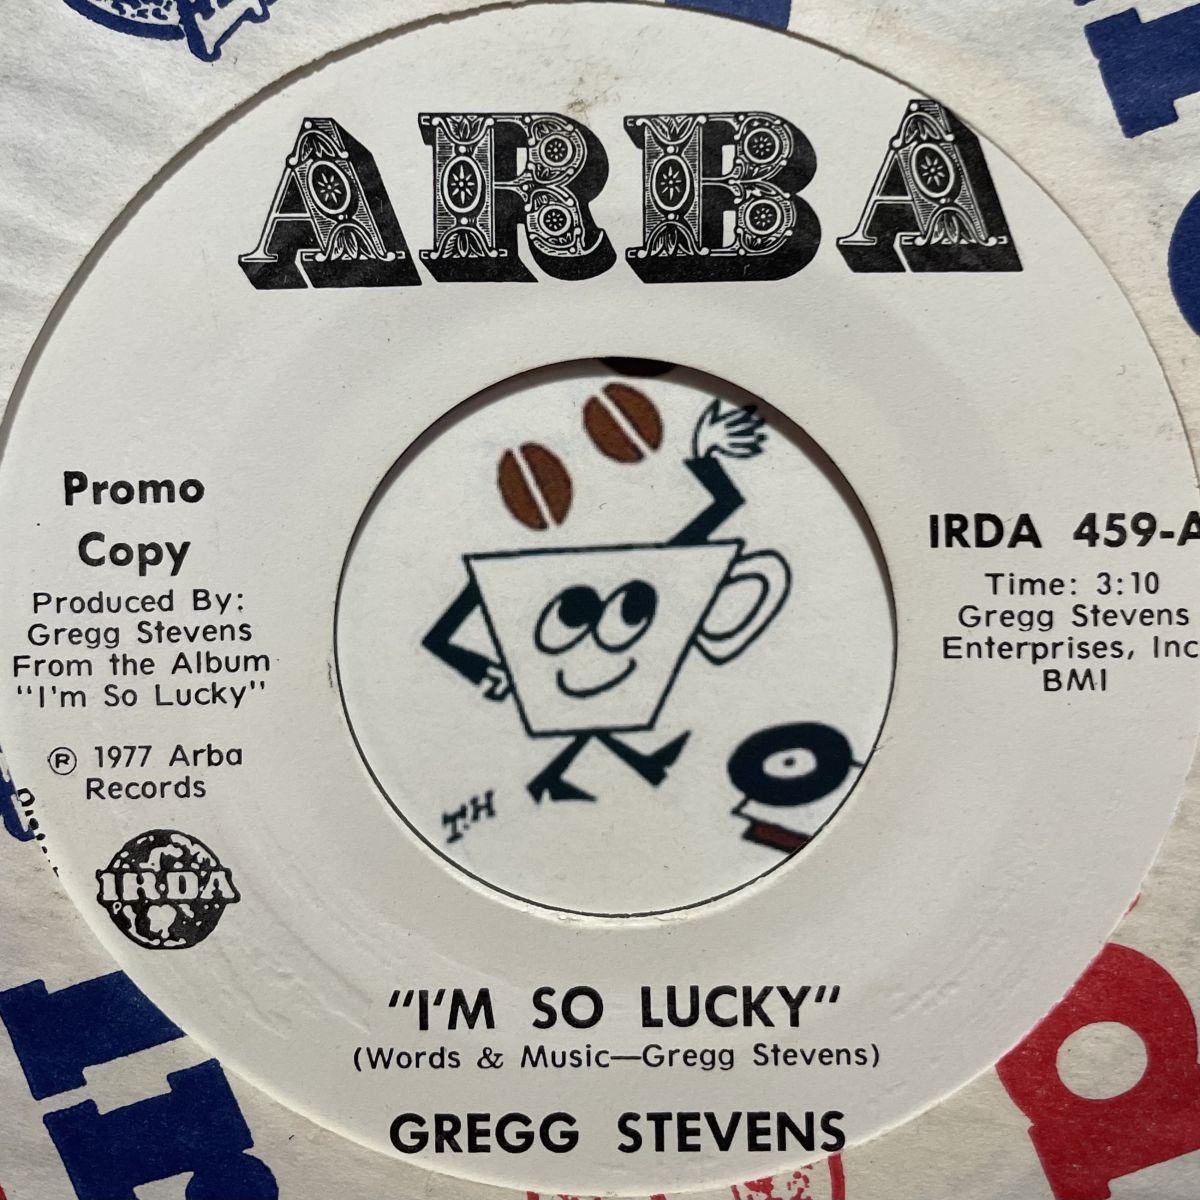 ARBA
Promo
Copy
Produced By:
Gregg Stevens
From the Album
"I'm So Lucky"
Ⓡ 1977 Arba
Records
IRDA
IRDA 459-A
Time: 3:10
Gregg Stevens
Enterprises, Inc
BMI
T.H
"I'M SO LUCKY"
(Words & Music—Gregg Stevens)
GREGG STEVENS